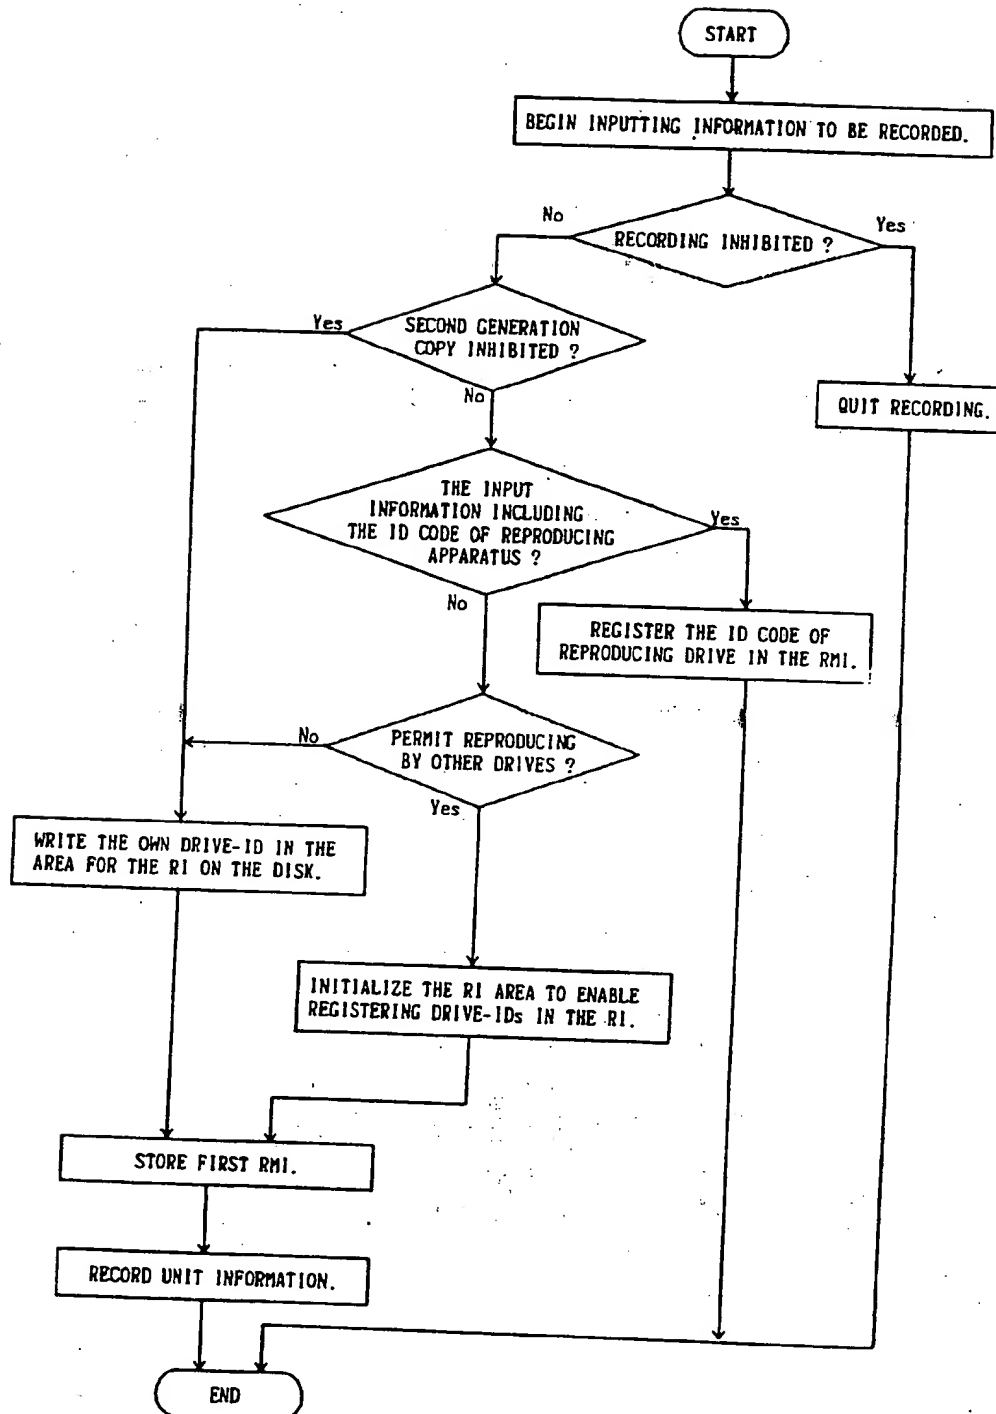 START
BEGIN INPUTTING INFORMATION TO BE RECORDED.
No
Yes
RECORDING INHIBITED ?
Yes
SECOND GENERATION
COPY INHIBITED ?
No
QUIT RECORDING.
THE INPUT
INFORMATION INCLUDING
THE ID CODE OF REPRODUCING
APPARATUS ?
Yes
No
REGISTER THE ID CODE OF
REPRODUCING DRIVE IN THE RMI.
No
PERMIT REPRODUCING
BY OTHER DRIVES ?
Yes
WRITE THE OWN DRIVE-ID IN THE
AREA FOR THE RI ON THE DISK.
INITIALIZE THE RI AREA TO ENABLE
REGISTERING DRIVE-IDs IN THE RI.
STORE FIRST RMI.
RECORD UNIT INFORMATION.
END